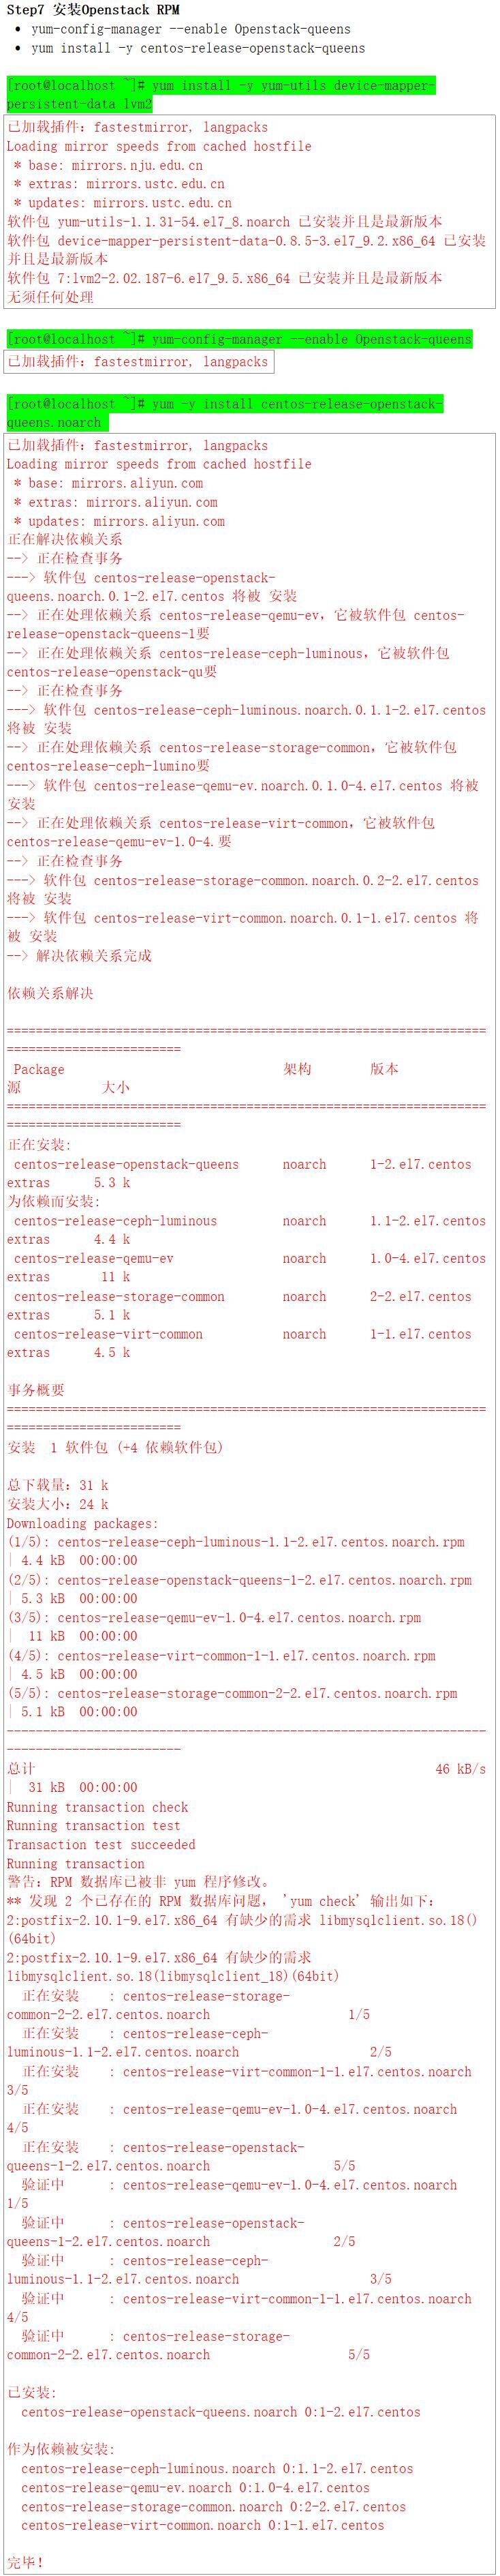 Step7 安装Openstack RPM
• yum-config-manager --enable Openstack-queens
• yum install -y centos-release-openstack-queens
[root@localhost ~]# yum install -y yum-utils device-mapper-
persistent-data lvm2
已加载插件：fastestmirror, langpacks
Loading mirror speeds from cached hostfile
 * base: mirrors.nju.edu.cn
 * extras: mirrors.ustc.edu.cn
 * updates: mirrors.ustc.edu.cn
软件包 yum-utils-1.1.31-54.el7_8.noarch 已安装并且是最新版本
软件包 device-mapper-persistent-data-0.8.5-3.el7_9.2.x86_64 已安装
并且是最新版本
软件包 7:lvm2-2.02.187-6.el7_9.5.x86_64 已安装并且是最新版本
无须任何处理
[root@localhost ~]# yum-config-manager --enable Openstack-queens
已加载插件：fastestmirror, langpacks
[root@localhost ~]# yum -y install centos-release-openstack-
queens.noarch
已加载插件：fastestmirror, langpacks
Loading mirror speeds from cached hostfile
 * base: mirrors.aliyun.com
 * extras: mirrors.aliyun.com
 * updates: mirrors.aliyun.com
正在解决依赖关系
--> 正在检查事务
---> 软件包 centos-release-openstack-
queens.noarch.0.1-2.el7.centos 将被 安装
--> 正在处理依赖关系 centos-release-qemu-ev，它被软件包 centos-
release-openstack-queens-1要
--> 正在处理依赖关系 centos-release-ceph-luminous，它被软件包
centos-release-openstack-qu要
--> 正在检查事务
---> 软件包 centos-release-ceph-luminous.noarch.0.1.1-2.el7.centos
将被 安装
--> 正在处理依赖关系 centos-release-storage-common，它被软件包
centos-release-ceph-lumino要
---> 软件包 centos-release-qemu-ev.noarch.0.1.0-4.el7.centos 将被
安装
--> 正在处理依赖关系 centos-release-virt-common，它被软件包
centos-release-qemu-ev-1.0-4.要
--> 正在检查事务
---> 软件包 centos-release-storage-common.noarch.0.2-2.el7.centos
将被 安装
---> 软件包 centos-release-virt-common.noarch.0.1-1.el7.centos 将
被 安装
--> 解决依赖关系完成
依赖关系解决
==================================================================
========================
 Package 架构 版本
源 大小
==================================================================
========================
正在安装:
 centos-release-openstack-queens noarch 1-2.el7.centos
extras 5.3 k
为依赖而安装:
 centos-release-ceph-luminous noarch 1.1-2.el7.centos
extras 4.4 k
 centos-release-qemu-ev noarch 1.0-4.el7.centos
extras 11 k
 centos-release-storage-common noarch 2-2.el7.centos
extras 5.1 k
 centos-release-virt-common noarch 1-1.el7.centos
extras 4.5 k
事务概要
==================================================================
========================
安装 1 软件包 (+4 依赖软件包)
总下载量：31 k
安装大小：24 k
Downloading packages:
(1/5): centos-release-ceph-luminous-1.1-2.el7.centos.noarch.rpm
| 4.4 kB 00:00:00
(2/5): centos-release-openstack-queens-1-2.el7.centos.noarch.rpm
| 5.3 kB 00:00:00
(3/5): centos-release-qemu-ev-1.0-4.el7.centos.noarch.rpm
| 11 kB 00:00:00
(4/5): centos-release-virt-common-1-1.el7.centos.noarch.rpm
| 4.5 kB 00:00:00
(5/5): centos-release-storage-common-2-2.el7.centos.noarch.rpm
| 5.1 kB 00:00:00
------------------------------------------------------------------
------------------------
总计 46 kB/s
| 31 kB 00:00:00
Running transaction check
Running transaction test
Transaction test succeeded
Running transaction
警告：RPM 数据库已被非 yum 程序修改。
** 发现 2 个已存在的 RPM 数据库问题， 'yum check' 输出如下：
2:postfix-2.10.1-9.el7.x86_64 有缺少的需求 libmysqlclient.so.18()
(64bit)
2:postfix-2.10.1-9.el7.x86_64 有缺少的需求
libmysqlclient.so.18(libmysqlclient_18)(64bit)
 正在安装 : centos-release-storage-
common-2-2.el7.centos.noarch 1/5
 正在安装 : centos-release-ceph-
luminous-1.1-2.el7.centos.noarch 2/5
 正在安装 : centos-release-virt-common-1-1.el7.centos.noarch
3/5
 正在安装 : centos-release-qemu-ev-1.0-4.el7.centos.noarch
4/5
 正在安装 : centos-release-openstack-
queens-1-2.el7.centos.noarch 5/5
 验证中 : centos-release-qemu-ev-1.0-4.el7.centos.noarch
1/5
 验证中 : centos-release-openstack-
queens-1-2.el7.centos.noarch 2/5
 验证中 : centos-release-ceph-
luminous-1.1-2.el7.centos.noarch 3/5
 验证中 : centos-release-virt-common-1-1.el7.centos.noarch
4/5
 验证中 : centos-release-storage-
common-2-2.el7.centos.noarch 5/5
已安装:
 centos-release-openstack-queens.noarch 0:1-2.el7.centos
作为依赖被安装:
 centos-release-ceph-luminous.noarch 0:1.1-2.el7.centos
 centos-release-qemu-ev.noarch 0:1.0-4.el7.centos
 centos-release-storage-common.noarch 0:2-2.el7.centos
 centos-release-virt-common.noarch 0:1-1.el7.centos
完毕！